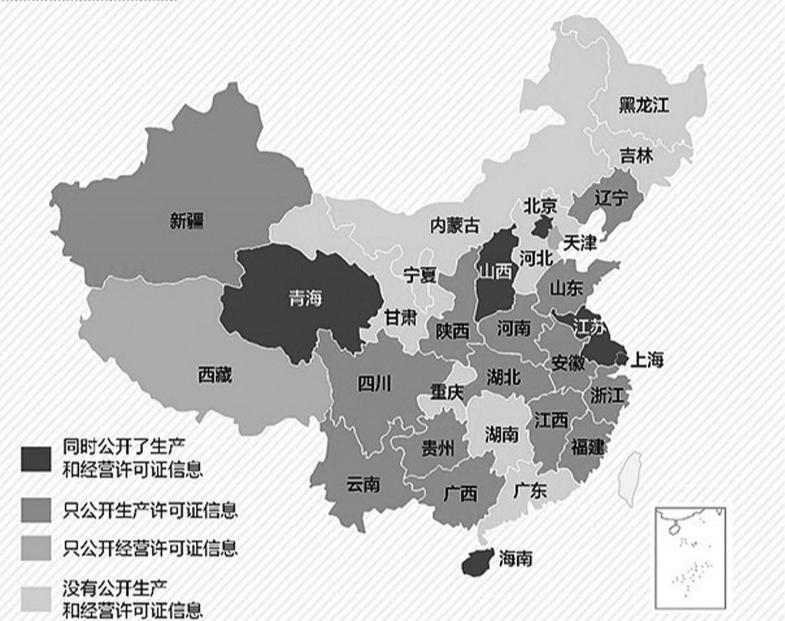 黑龙江
吉林
辽宁
新疆
北京
内蒙古
天津
河北
山西
宁夏
山东
青海
甘肃
江苏
陕西
河南
上海
安徽
西藏
四川
湖北
重庆
浙江
江西
湖南
贵州
福建
云南
广西
广东
海南
同时公开了生产
和经营许可证信息
只公开生产许可证信息
只公开经营许可证信息
没有公开生产
和经营许可证信息